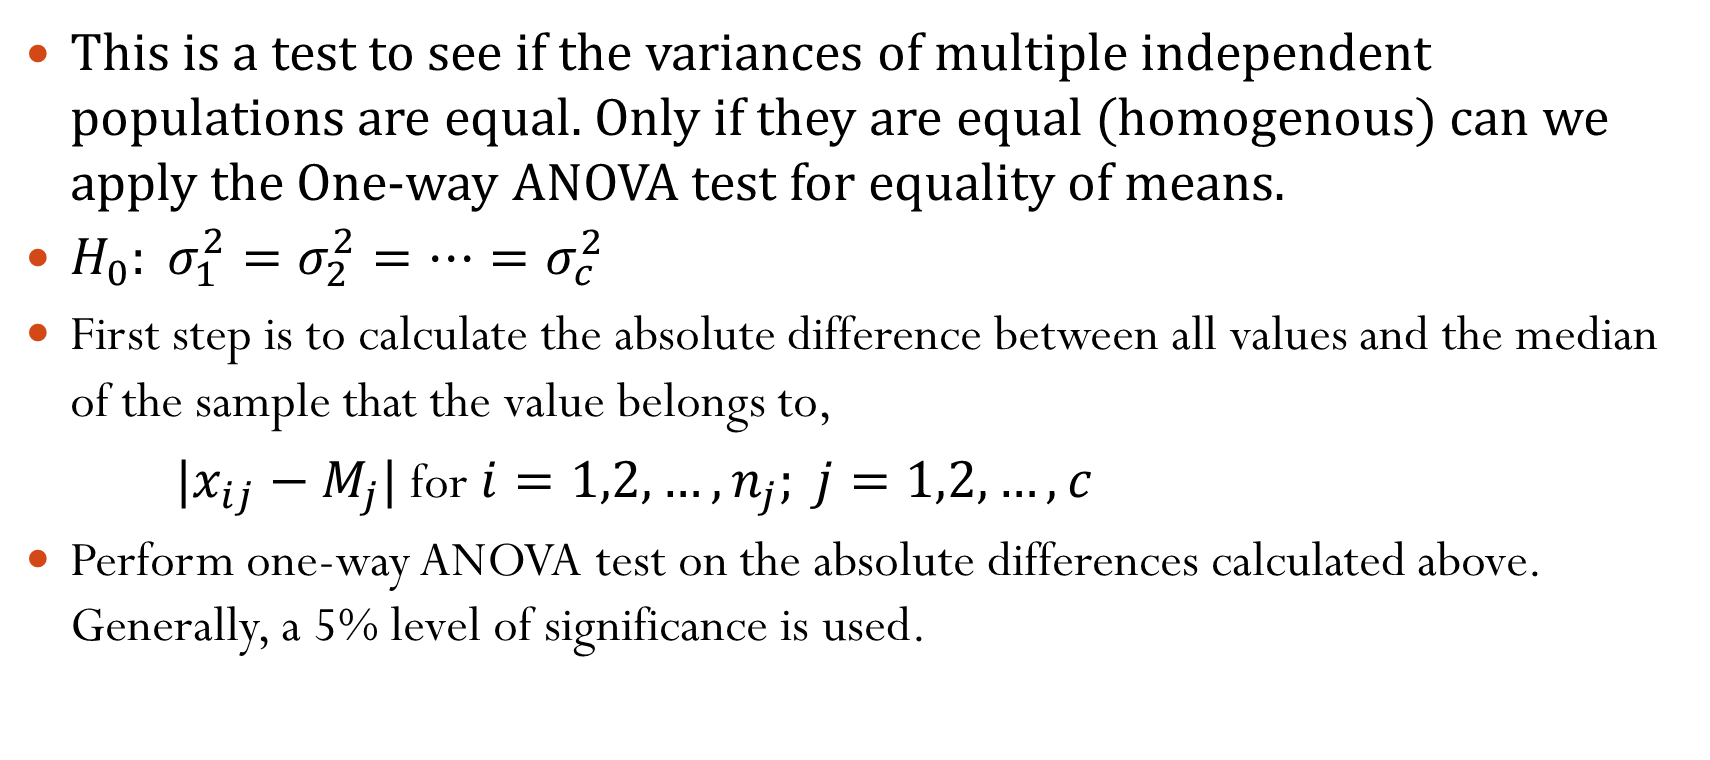 • This is a test to see if the variances of multiple independent
populations are equal. Only if they are equal (homogenous) can we
apply the One-way ANOVA test for equality of means.
• H₀: σ₁² = σ₂² = ⋯ = σ_c²
• First step is to calculate the absolute difference between all values and the median
of the sample that the value belongs to,
|x_{ij} − M_j| for i = 1,2, … , n_j; j = 1,2, … , c
• Perform one-way ANOVA test on the absolute differences calculated above.
Generally, a 5% level of significance is used.